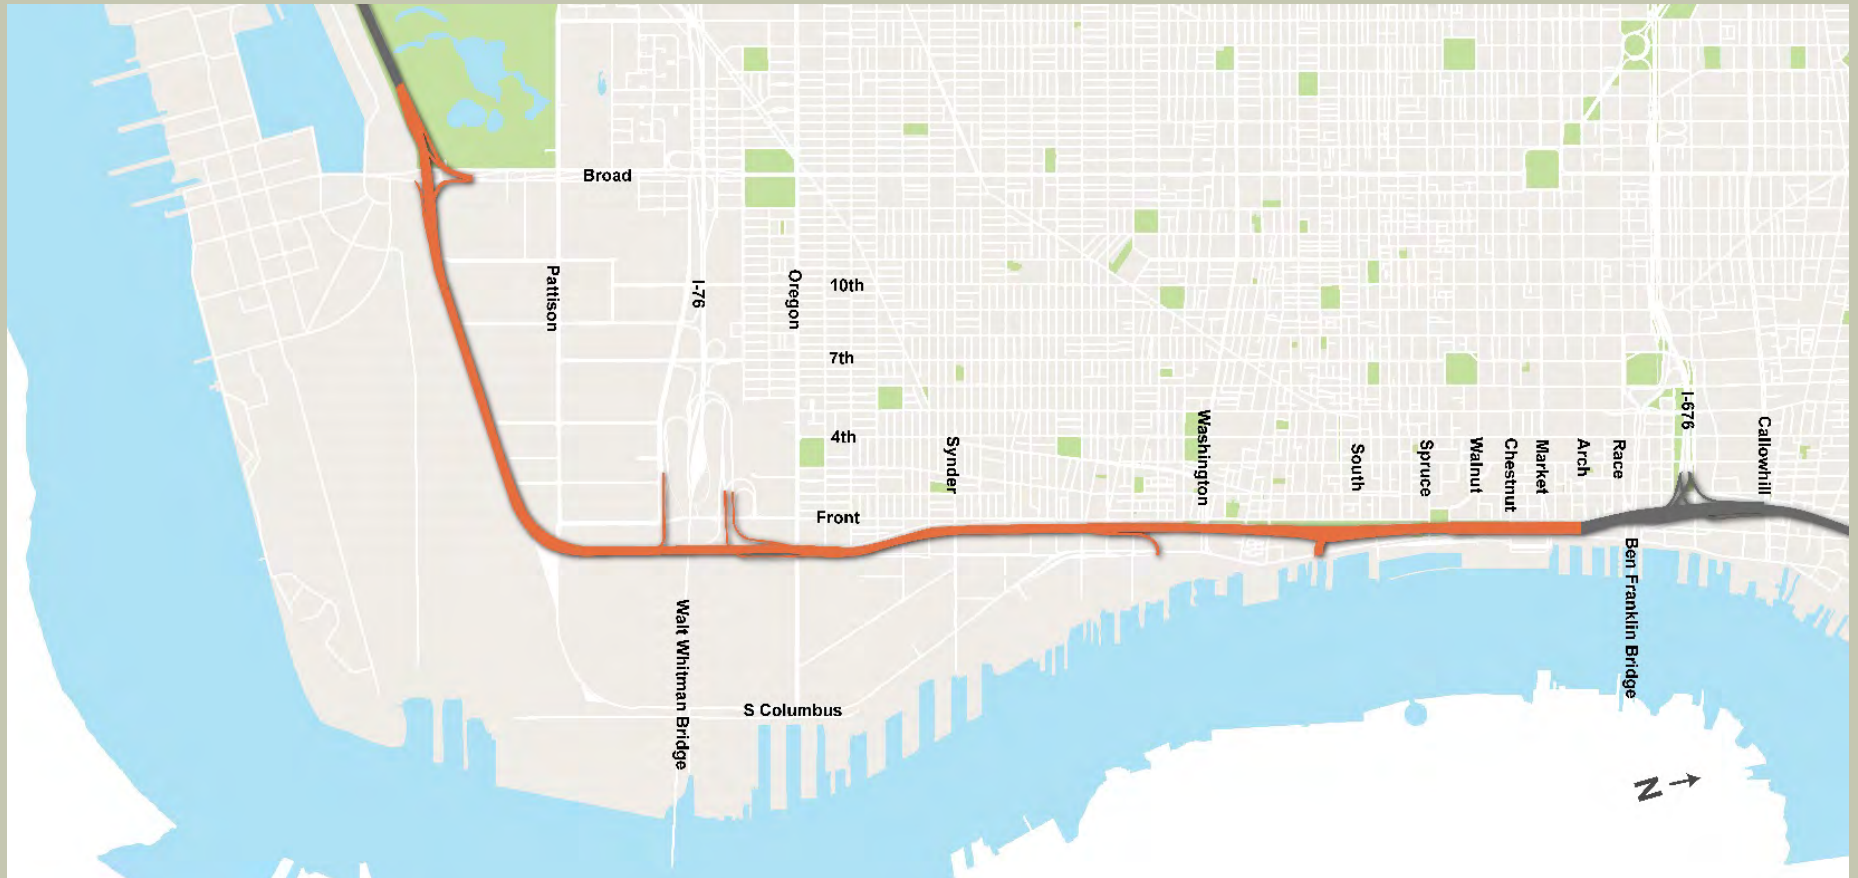 Broad
Pattison
I-76
Oregon
10th
7th
4th
Front
Synder
Washington
South
Spruce
Walnut
Chestnut
Market
Arch
Race
I-676
Callowhill
Ben Franklin Bridge
Walt Whitman Bridge
S Columbus
N